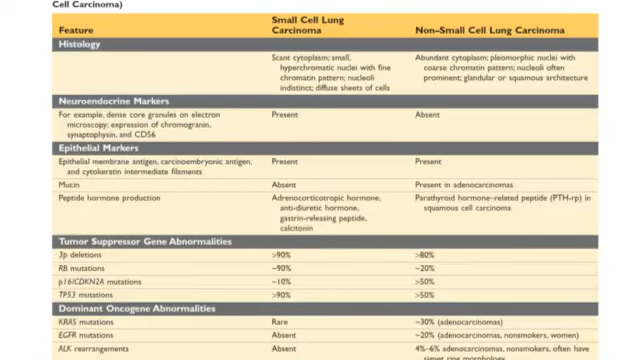 Cell Carcinoma)
Feature
Small Cell Lung
Carcinoma
Non–Small Cell Lung Carcinoma
Histology
Scant cytoplasm; small,
hyperchromatic nuclei with fine
chromatin pattern; nucleoli
indistinct; diffuse sheets of cells
Abundant cytoplasm; pleomorphic nuclei with
coarse chromatin pattern; nucleoli often
prominent; glandular or squamous architecture
Neuroendocrine Markers
For example, dense core granules on electron
microscopy; expression of chromogranin,
synaptophysin, and CD56
Present
Absent
Epithelial Markers
Epithelial membrane antigen, carcinoembryonic antigen,
and cytokeratin intermediate filaments
Present
Present
Mucin
Absent
Present in adenocarcinomas
Peptide hormone production
Adrenocorticotropic hormone,
anti-diuretic hormone,
gastrin-releasing peptide,
calcitonin
Parathyroid hormone–related peptide (PTH-rp) in
squamous cell carcinoma
Tumor Suppressor Gene Abnormalities
3p deletions
>90%
>80%
RB mutations
~90%
~20%
p16/CDKN2A mutations
~10%
>50%
TP53 mutations
>90%
>50%
Dominant Oncogene Abnormalities
KRAS mutations
Rare
~30% (adenocarcinomas)
EGFR mutations
Absent
~20% (adenocarcinomas, nonsmokers, women)
ALK rearrangements
Absent
4%–6% adenocarcinomas, nonsmokers, often have
signet ring morphology